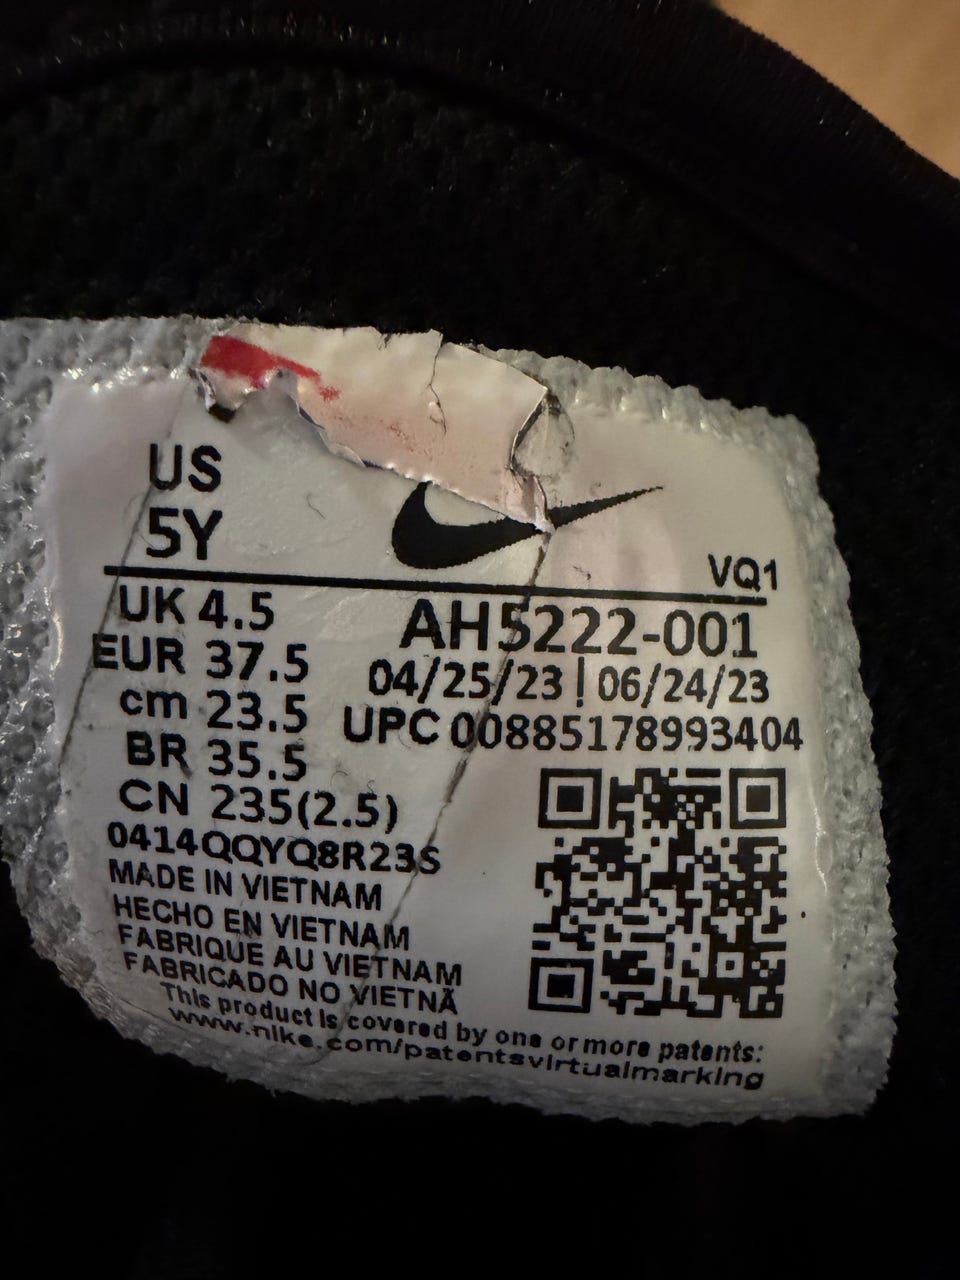 US
5Y
VQ1
UK 4.5
EUR 37.5
cm 23.5
BR 35.5
CN 235(2.5)
AH5222-001
04/25/23 | 06/24/23
UPC 00885178993404
0414QQYQ8R23S
MADE IN VIETNAM
HECHO EN VIETNAM
FABRIQUE AU VIETNAM
FABRICADO NO VIETNÃ
This product is covered by one or more patents:
www.nike.com/patentsvirtualmarking